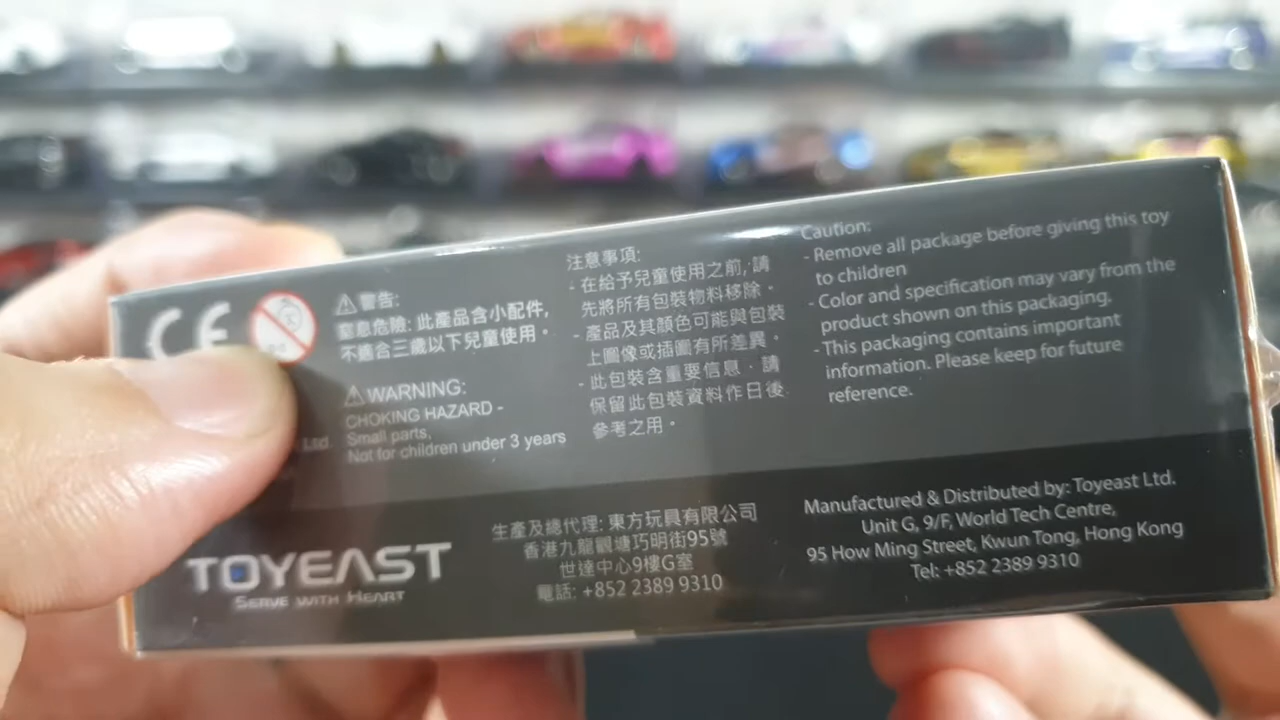 CE
警告:
窒息危險: 此產品含小配件,
不適合三歲以下兒童使用。
WARNING:
CHOKING HAZARD -
Small parts,
Not for children under 3 years
Ltd.
注意事項:
- 在給予兒童使用之前,請
先將所有包裝物料移除。
- 產品及其顏色可能與包裝
上圖像或插圖有所差異。
- 此包裝含重要信息。請
保留此包裝資料作日後
參考之用。
Caution:
- Remove all package before giving this toy
to children
- Color and specification may vary from the
product shown on this packaging.
- This packaging contains important
information. Please keep for future
reference.
TOYEAST
SERVE WITH HEART
生產及總代理: 東方玩具有限公司
香港九龍觀塘巧明街95號
世達中心9樓G室
電話: +852 2389 9310
Manufactured & Distributed by: Toyeast Ltd.
Unit G, 9/F, World Tech Centre,
95 How Ming Street, Kwun Tong, Hong Kong
Tel: +852 2389 9310